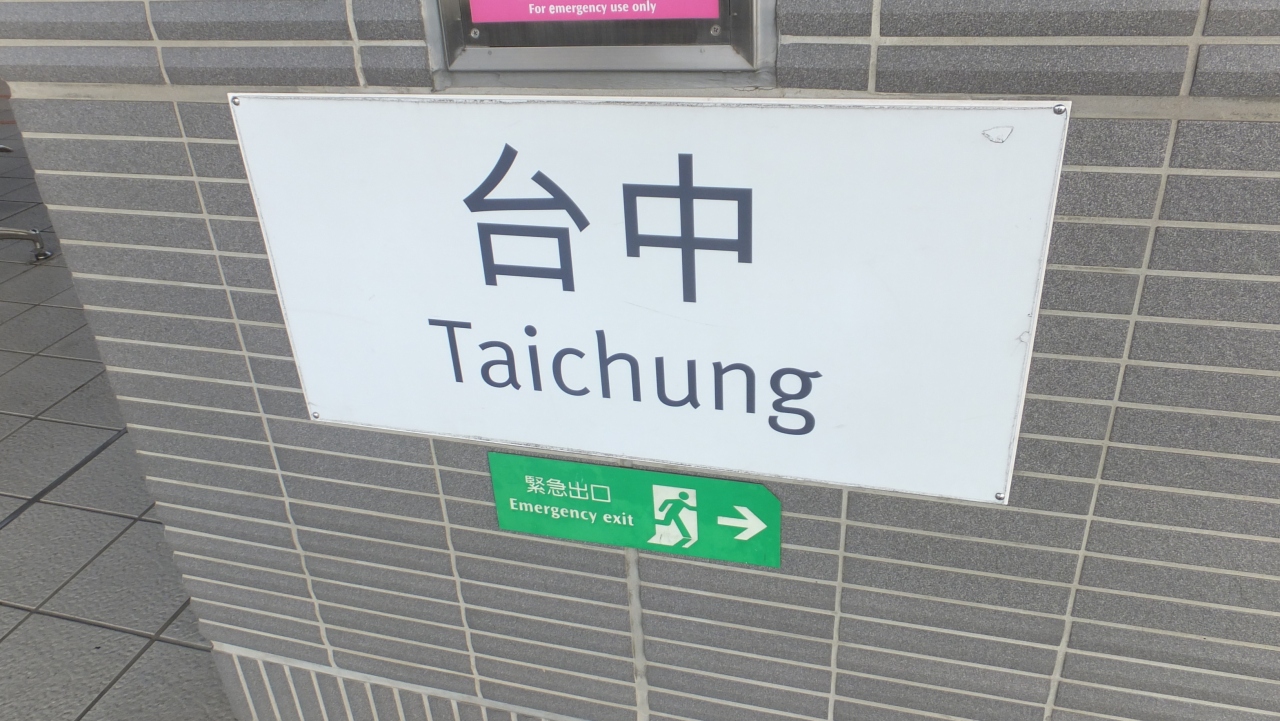 For emergency use only
台中
Taichung
緊急出口
Emergency exit